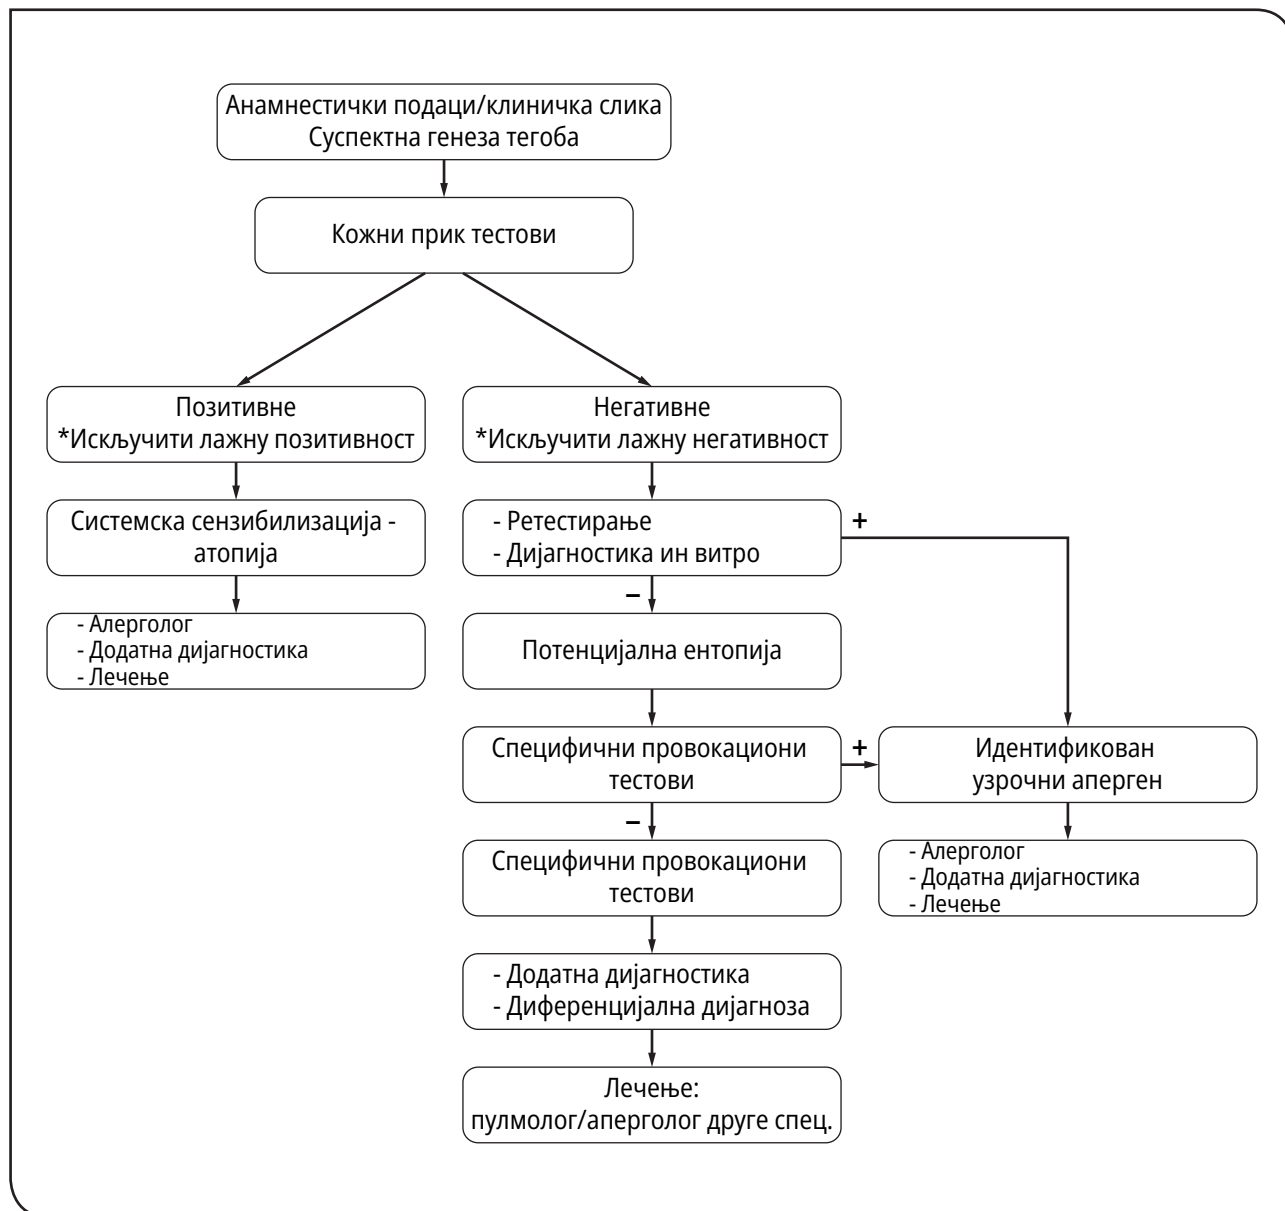 Анамнестички подаци/клиничка слика
Суспектна генеза тегоба
Кожни прик тестови
Позитивне
*Искључити лажну позитивност
Негативне
*Искључити лажну негативност
Системска сензибилизација -
атопија
- Ретестирање
- Дијагностика ин витро
+
–
- Алерголог
- Додатна дијагностика
- Лечење
Потенцијална ентопија
Специфични провокациони
тестови
+
Идентификован
узрочни аперген
–
Специфични провокациони
тестови
- Алерголог
- Додатна дијагностика
- Лечење
- Додатна дијагностика
- Диференцијална дијагноза
Лечење:
пулмолог/аперголог друге спец.